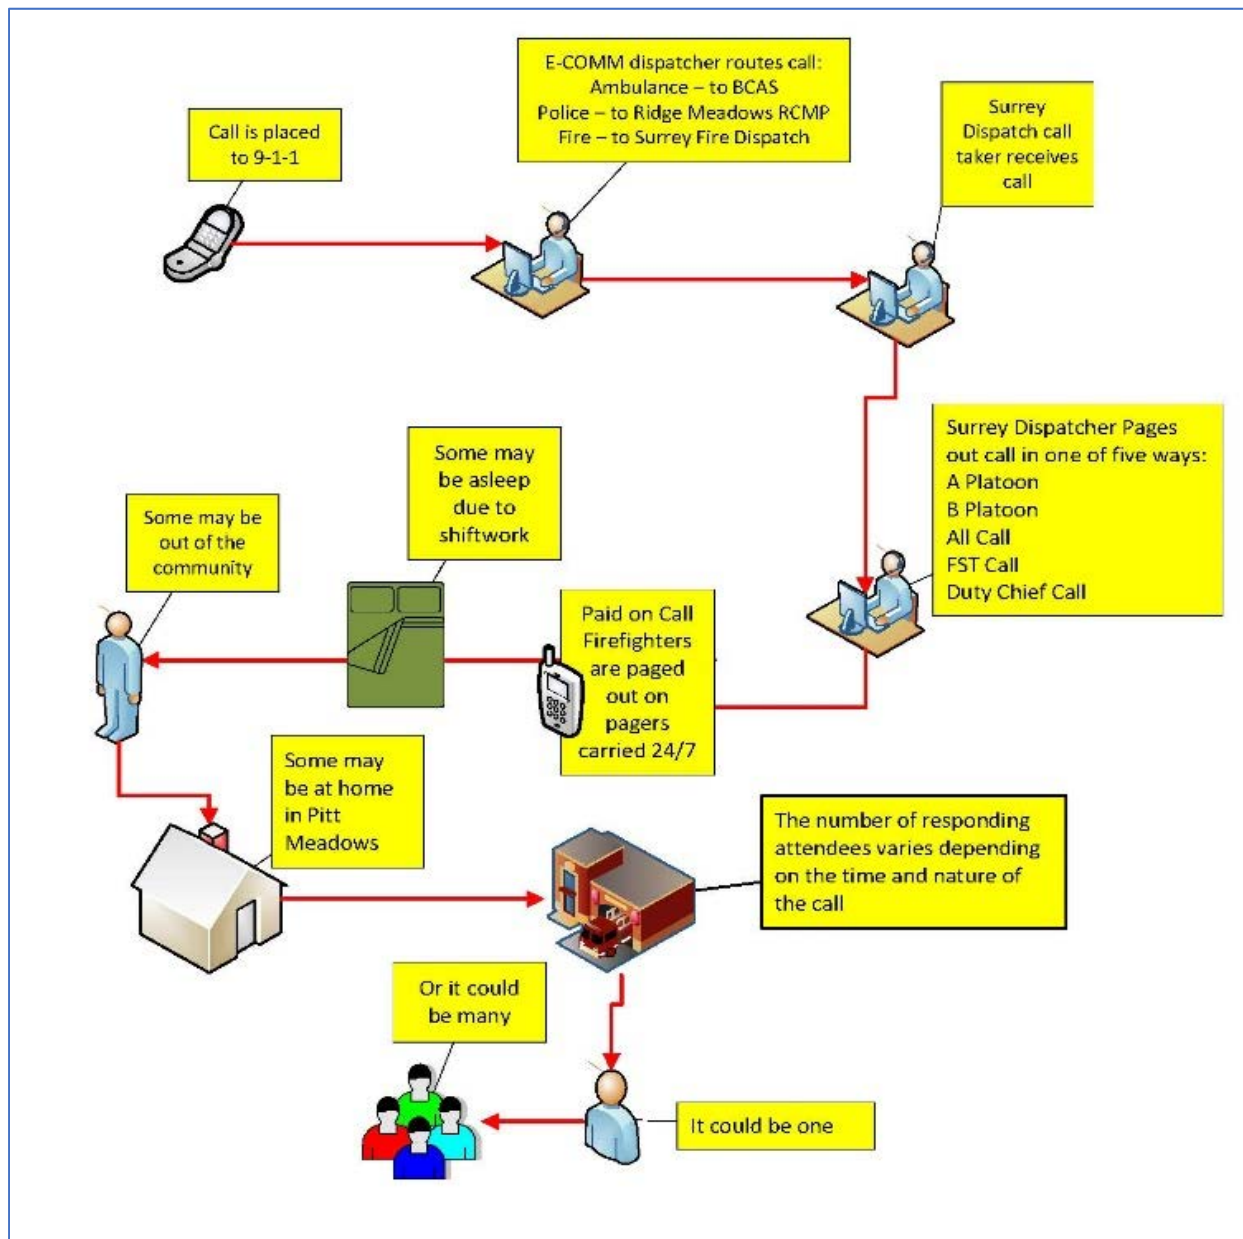 Call is placed
to 9-1-1
E-COMM dispatcher routes call:
Ambulance – to BCAS
Police – to Ridge Meadows RCMP
Fire – to Surrey Fire Dispatch
Surrey
Dispatch call
taker receives
call
Surrey Dispatcher Pages
out call in one of five ways:
A Platoon
B Platoon
All Call
FST Call
Duty Chief Call
Paid on Call
Firefighters
are paged
out on
pagers
carried 24/7
Some may
be asleep
due to
shiftwork
Some may be
out of the
community
Some may
be at home
in Pitt
Meadows
The number of responding
attendees varies depending
on the time and nature of
the call
It could be one
Or it could
be many